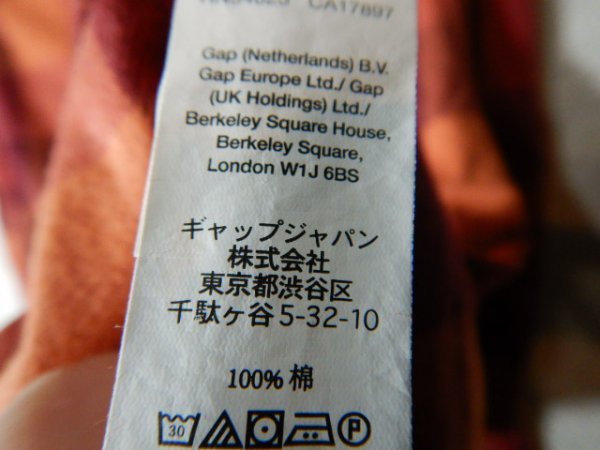 CA17897
Gap (Netherlands) B.V.
Gap Europe Ltd./ Gap
(UK Holdings) Ltd./
Berkeley Square House,
Berkeley Square,
London W1J 6BS
ギャップジャパン
株式会社
東京都渋谷区
千駄ヶ谷5-32-10
100% 棉
30 P